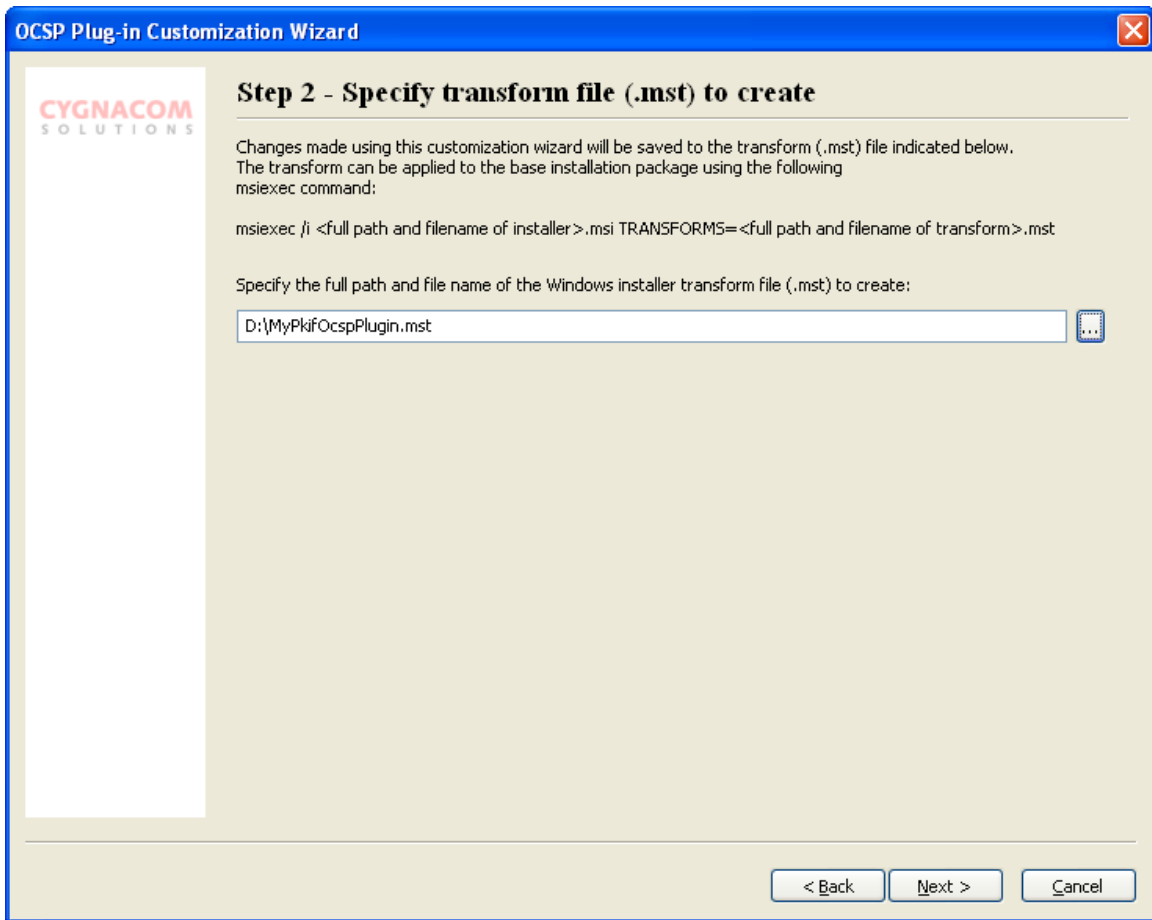 OCSP Plug-in Customization Wizard
CYGNACOM
SOLUTIONS
Step 2 - Specify transform file (.mst) to create
Changes made using this customization wizard will be saved to the transform (.mst) file indicated below.
The transform can be applied to the base installation package using the following
msiexec command:
msiexec /i <full path and filename of installer>.msi TRANSFORMS=<full path and filename of transform>.mst
Specify the full path and file name of the Windows installer transform file (.mst) to create:
D:\MyPkifOcspPlugin.mst
...
< Back
Next >
Cancel